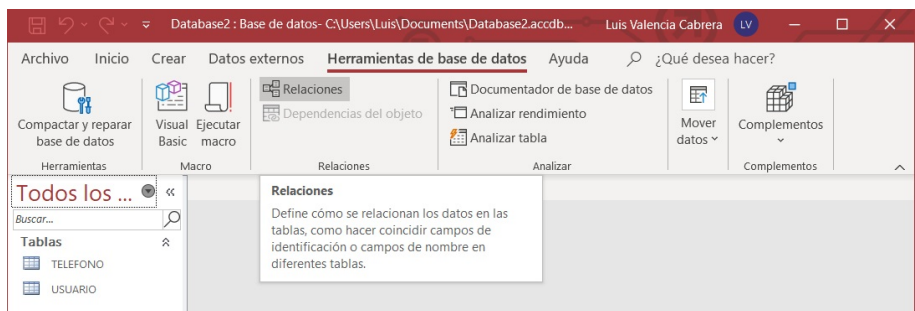 Database2 : Base de datos- C:\Users\Luis\Documents\Database2.accdb... Luis Valencia Cabrera LV
Archivo Inicio Crear Datos externos Herramientas de base de datos Ayuda ¿Qué desea hacer?
Compactar y reparar base de datos
Herramientas
Visual Basic
Ejecutar macro
Macro
Relaciones
Dependencias del objeto
Relaciones
Documentador de base de datos
Analizar rendimiento
Analizar tabla
Analizar
Mover datos
Complementos
Complementos
Todos los ...
Buscar...
Tablas
TELEFONO
USUARIO
Relaciones
Define cómo se relacionan los datos en las
tablas, como hacer coincidir campos de
identificación o campos de nombre en
diferentes tablas.